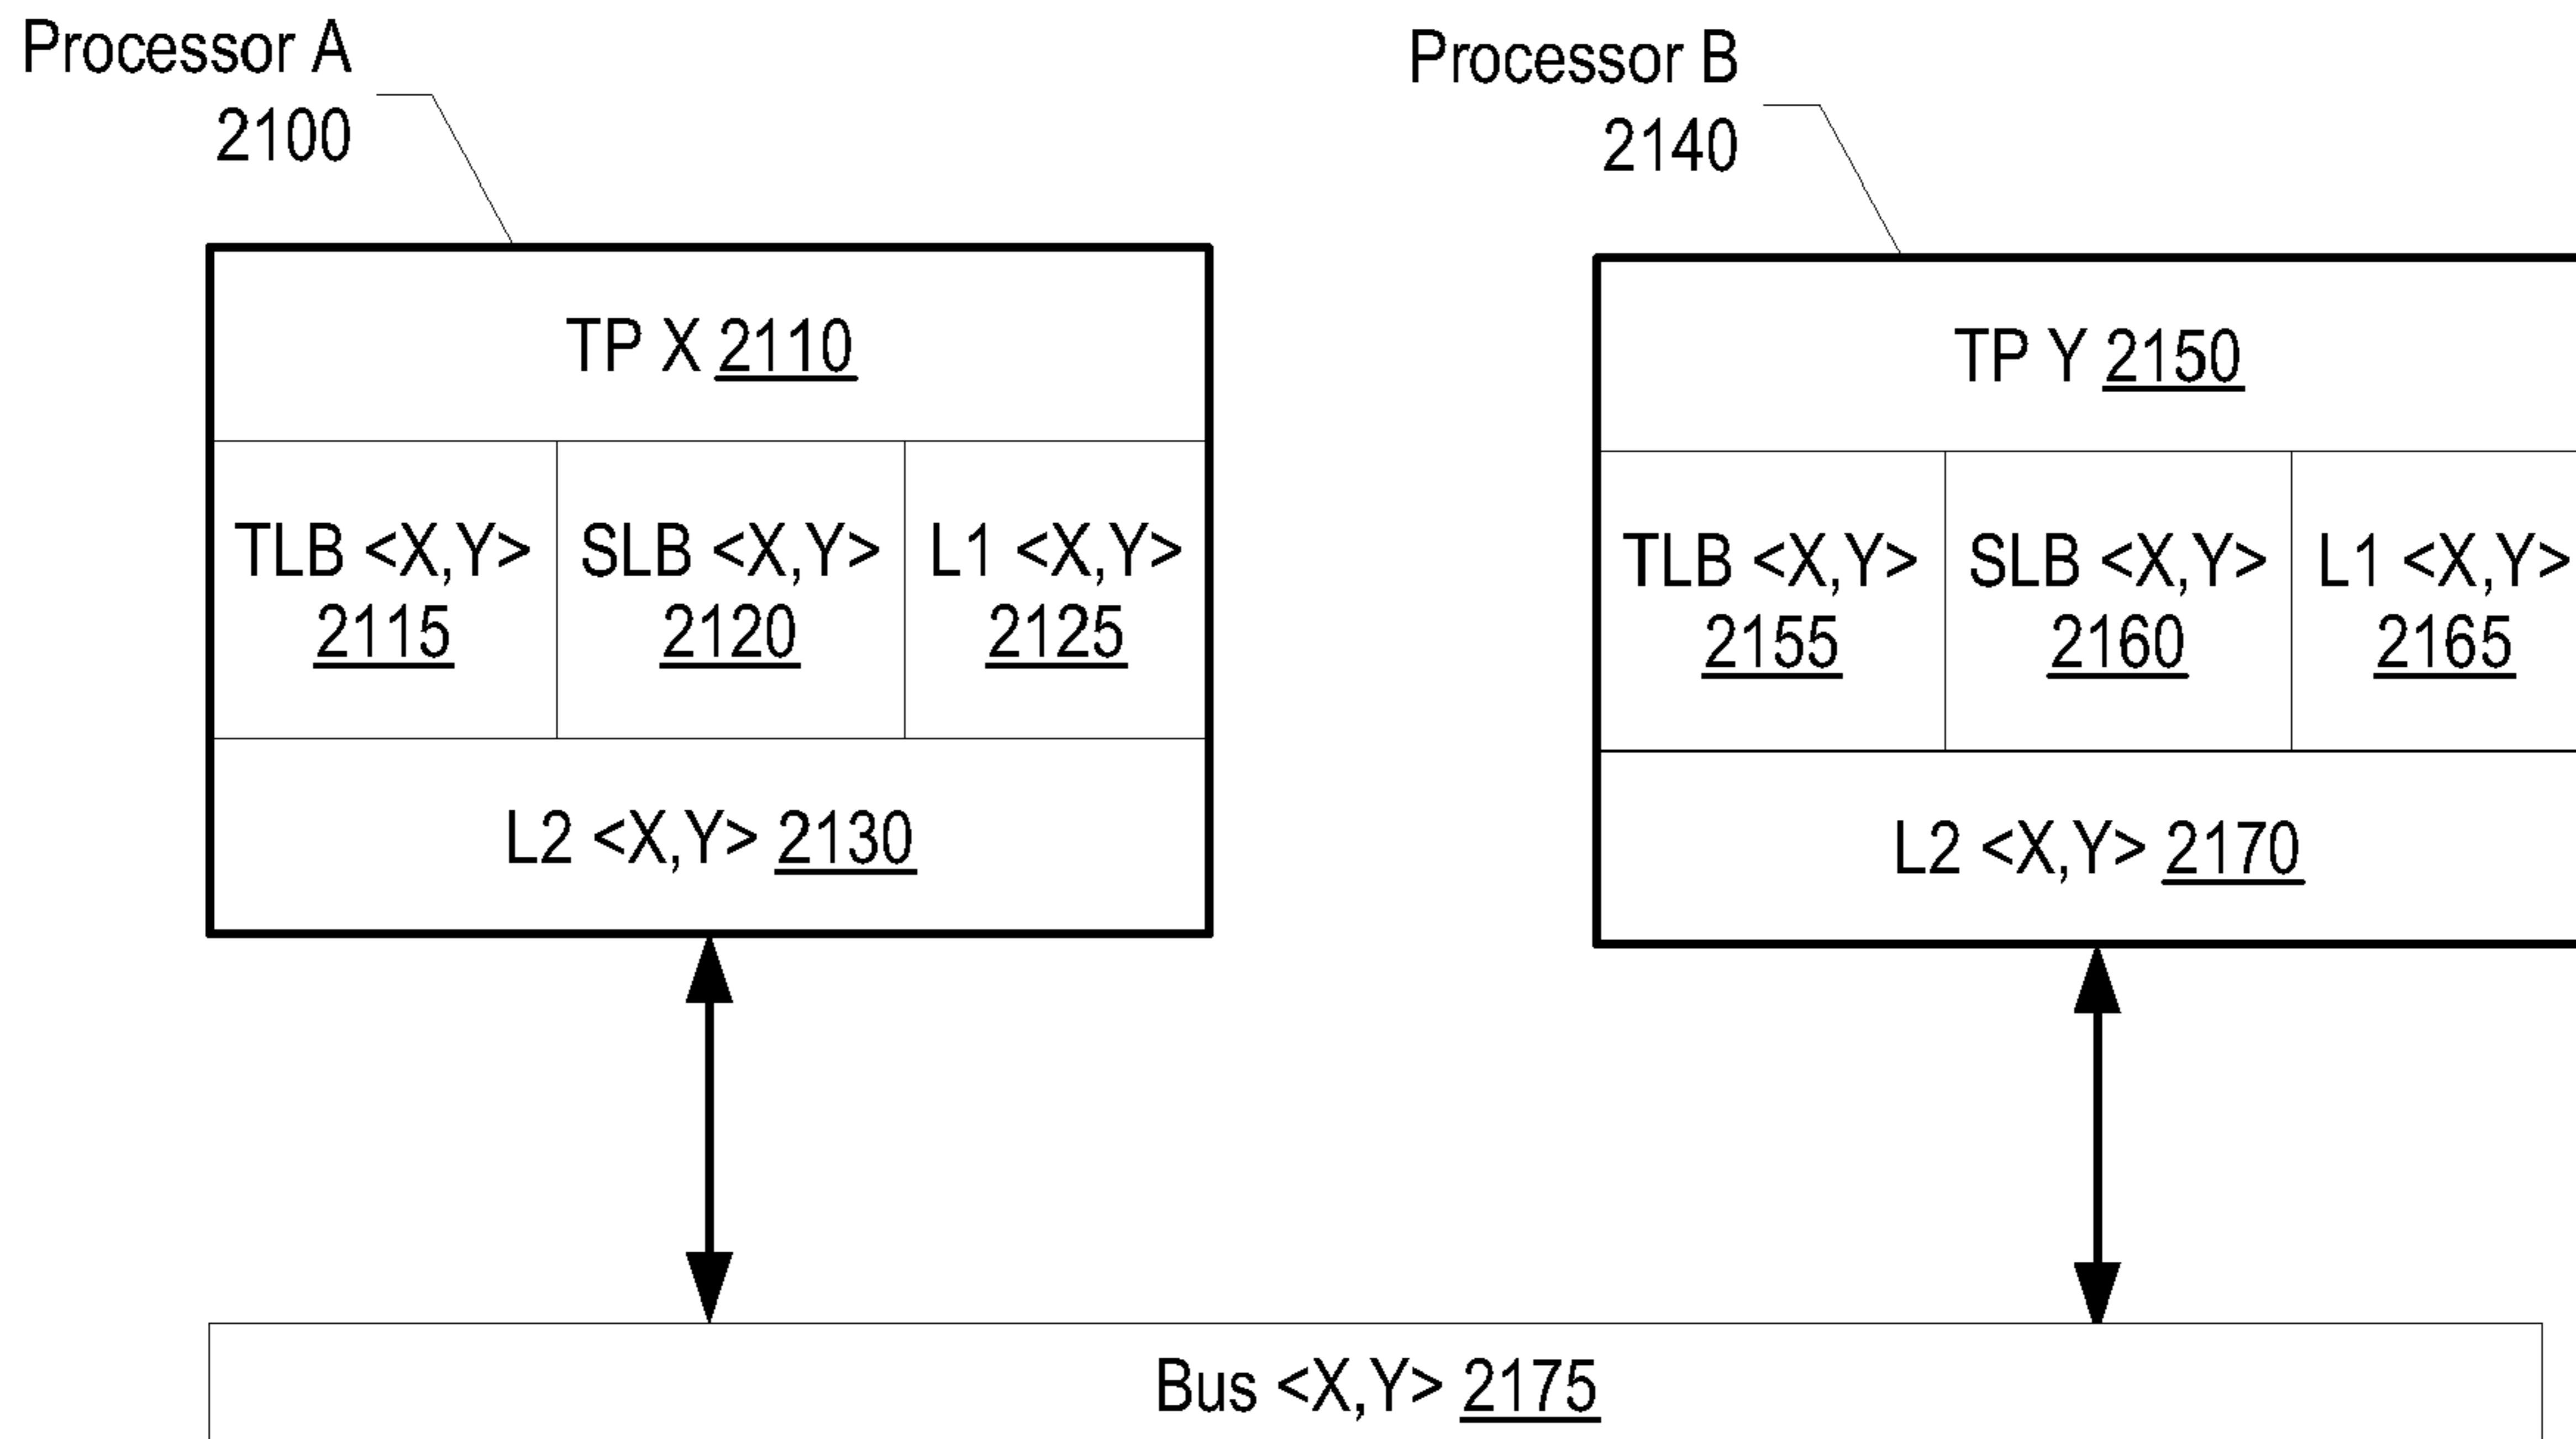 Processor A
2100
Processor B
2140
TP X 2110
TLB <X,Y>
2115
SLB <X,Y>
2120
L1 <X,Y>
2125
L2 <X,Y> 2130
TP Y 2150
TLB <X,Y>
2155
SLB <X,Y>
2160
L1 <X,Y>
2165
L2 <X,Y> 2170
Bus <X,Y> 2175